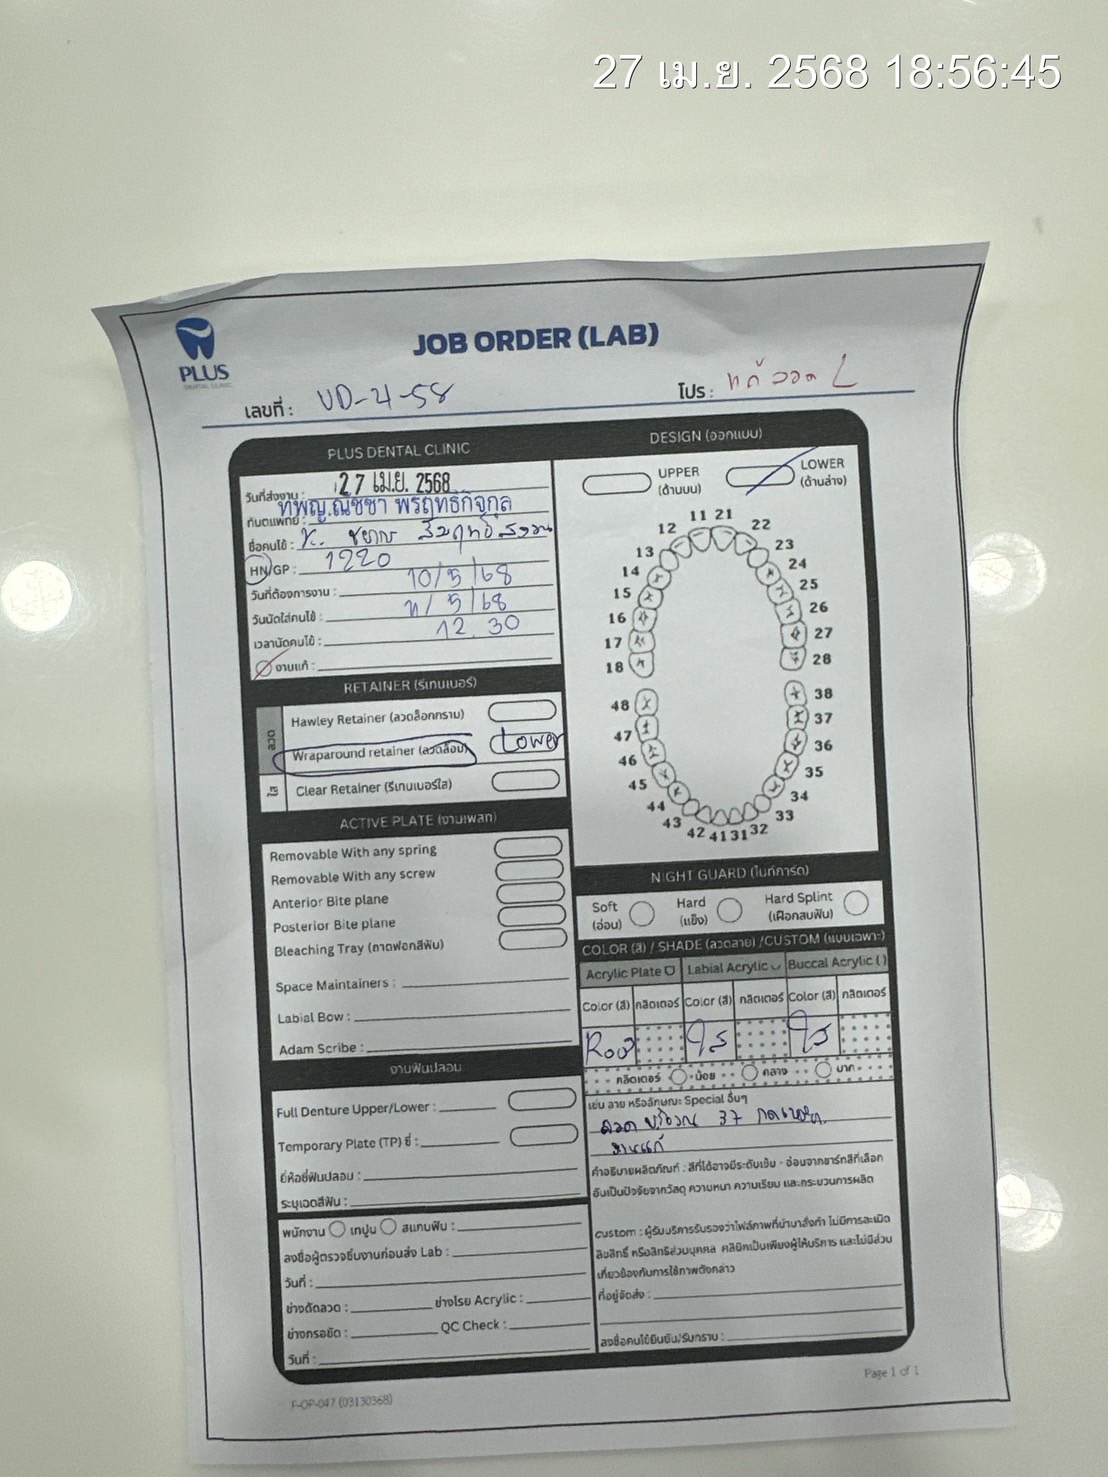 27 เม.ย. 2568 18:56:45
PLUS
DENTAL CLINIC
JOB ORDER (LAB)
เลขที่ : UD-4-58
โปร : แก้ลวด L
PLUS DENTAL CLINIC
วันที่ส่งงาน : 27 เม.ย. 2568
ทันตแพทย์ : ทพญ.ณัชชา พรฤทธิกิจกุล
ชื่อคนไข้ :
HN/GP : 1220
วันที่ต้องการงาน : 10/5/68
วันนัดใส่คนไข้ : 11/5/68
เวลานัดคนไข้ : 12.30
งานแก้ :
RETAINER (รีเทนเนอร์)
ลวด
Hawley Retainer (ลวดล็อกกราม)
Wraparound retainer (ลวดล้อม) Lower
ใส
Clear Retainer (รีเทนเนอร์ใส)
ACTIVE PLATE (งานเพลท)
Removable With any spring
Removable With any screw
Anterior Bite plane
Posterior Bite plane
Bleaching Tray (ถาดฟอกสีฟัน)
Space Maintainers :
Labial Bow :
Adam Scribe :
งานฟันปลอม
Full Denture Upper/Lower :
Temporary Plate (TP) ซี่ :
ยี่ห้อซี่ฟันปลอม :
ระบุเฉดสีฟัน :
พนักงาน เทปูน สแกนฟัน :
ลงชื่อผู้ตรวจชิ้นงานก่อนส่ง Lab :
วันที่ :
ช่างดัดลวด : ช่างโรย Acrylic :
ช่างกรอขัด : QC Check :
วันที่ :
DESIGN (ออกแบบ)
UPPER
(ด้านบน)
LOWER
(ด้านล่าง)
11 21
12 22
13 23
14 24
15 25
16 26
17 27
18 28
48 38
47 37
46 36
45 35
44 34
43 33
42 41 31 32
NIGHT GUARD (ไนท์การ์ด)
Soft
(อ่อน)
Hard
(แข็ง)
Hard Splint
(เฝือกสบฟัน)
COLOR (สี) / SHADE (ลวดลาย) /CUSTOM (แบบเฉพาะ)
Acrylic Plate Labial Acrylic Buccal Acrylic ( )
Color (สี) กลิตเตอร์ Color (สี) กลิตเตอร์ Color (สี) กลิตเตอร์
ใส ใส
กลิตเตอร์ น้อย กลาง มาก
เช่น ลาย หรือลักษณะ Special อื่นๆ
ลวด บริเวณ 37
งานแก้
คำอธิบายผลิตภัณฑ์ : สีที่ได้อาจมีระดับเข้ม - อ่อนจากชาร์ทสีที่เลือก
อันเป็นปัจจัยจากวัสดุ ความหนา ความเรียบ และกระบวนการผลิต
custom : ผู้รับบริการรับรองว่าไฟล์ภาพที่นำมาสั่งทำ ไม่มีการละเมิด
ลิขสิทธิ์ หรือสิทธิส่วนบุคคล คลินิกเป็นเพียงผู้ให้บริการ และไม่มีส่วน
เกี่ยวข้องกับการใช้ภาพดังกล่าว
ที่อยู่จัดส่ง :
ลงชื่อคนไข้ยืนยัน/รับทราบ :
F-OP-047 (03130368)
Page 1 of 1